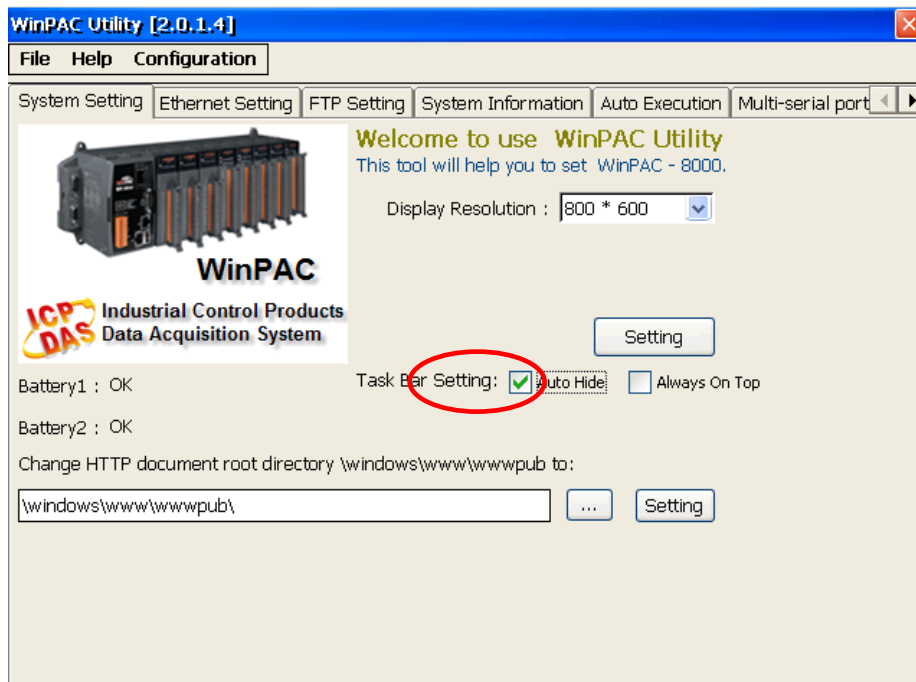 WinPAC Utility [2.0.1.4]
File Help Configuration
System Setting Ethernet Setting FTP Setting System Information Auto Execution Multi-serial port
Welcome to use WinPAC Utility
This tool will help you to set WinPAC - 8000.
Display Resolution : 800 * 600
WinPAC
ICP DAS
Industrial Control Products
Data Acquisition System
Setting
Battery1 : OK
Task Bar Setting: Auto Hide Always On Top
Battery2 : OK
Change HTTP document root directory \windows\www\wwwpub to:
\windows\www\wwwpub\ ... Setting